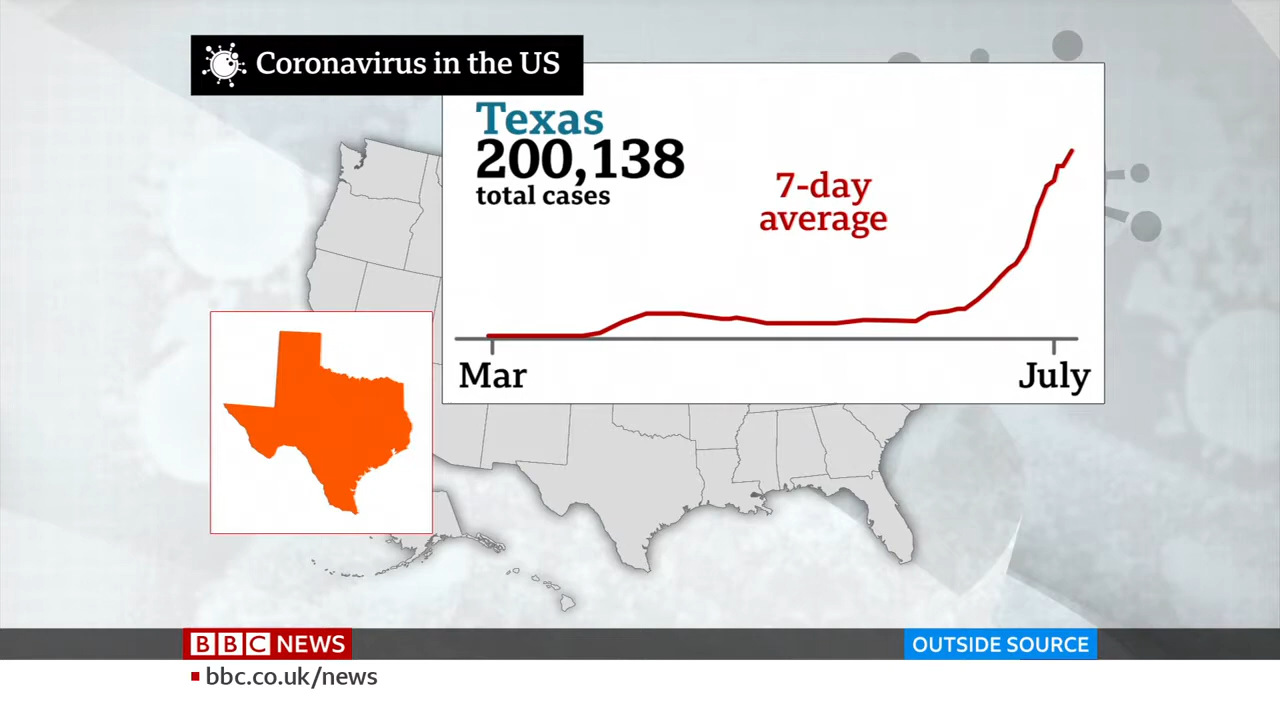 Coronavirus in the US
Texas
200,138
total cases
7-day
average
Mar
July
BBC NEWS
OUTSIDE SOURCE
bbc.co.uk/news